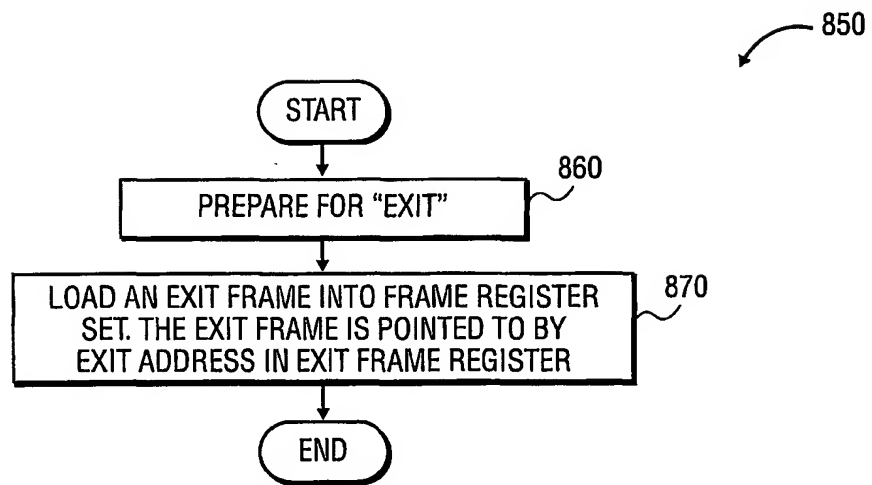 850
START
PREPARE FOR “EXIT”
860
LOAD AN EXIT FRAME INTO FRAME REGISTER
SET. THE EXIT FRAME IS POINTED TO BY
EXIT ADDRESS IN EXIT FRAME REGISTER
870
END